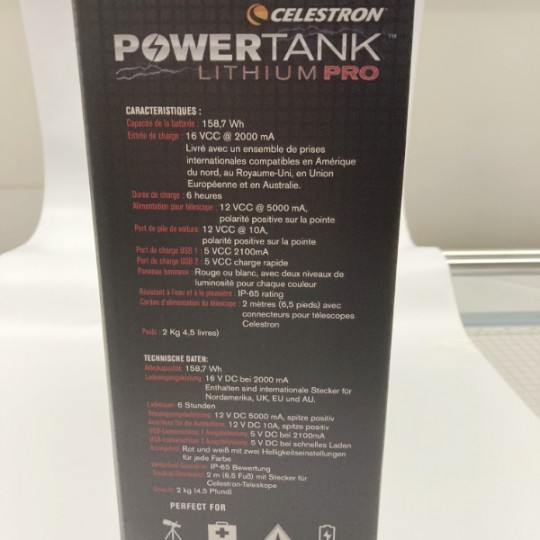 CELESTRON
POWERTANK™
LITHIUM PRO
CARACTERISTIQUES :
Capacité de la batterie : 158,7 Wh
Entrée de charge : 16 VCC @ 2000 mA
Livré avec un ensemble de prises
internationales compatibles en Amérique
du nord, au Royaume-Uni, en Union
Européenne et en Australie.
Durée de charge : 6 heures
Alimentation pour télescope : 12 VCC @ 5000 mA,
polarité positive sur la pointe
Port de pile de voiture: 12 VCC @ 10A,
polarité positive sur la pointe
Port de charge USB 1 : 5 VCC 2100mA
Port de charge USB 2 : 5 VCC charge rapide
Panneau lumineux : Rouge ou blanc, avec deux niveaux de
luminosité pour chaque couleur
Résistant à l'eau et à la poussière : IP-65 rating
Cordon d'alimentation du télescope : 2 mètres (6,5 pieds) avec
connecteurs pour télescopes
Celestron
Poids : 2 Kg 4,5 livres)
TECHNISCHE DATEN:
Akkukapazität: 158,7 Wh
16 V DC bei 2000 mA
Enthalten sind internationale Stecker für
Nordamerika, UK, EU und AU.
Ladedauer: 6 Stunden
12 V DC 5000 mA, spitze positiv
12 V DC 10A, spitze positiv
5 V DC bei 2100mA
5 V DC bei schnelles Laden
Rot und weiß mit zwei Helligkeitseinstellungen
für jede Farbe
IP-65 Bewertung
2 m (6,5 Fuß) mit Stecker für
Celestron-Teleskope
Gewicht: 2 kg (4,5 Pfund)
PERFECT FOR